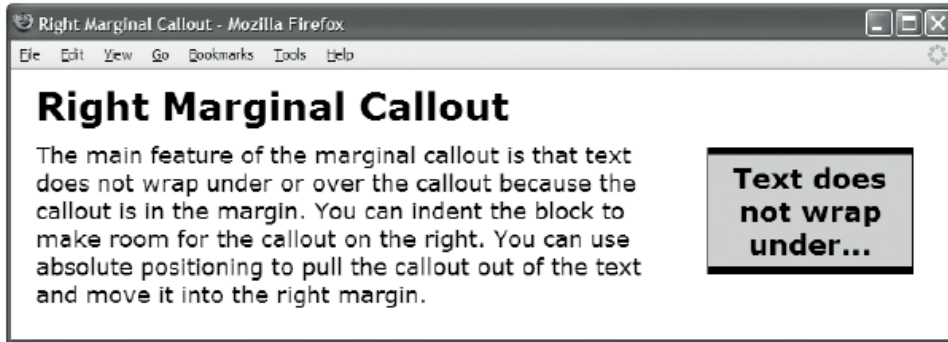 Right Marginal Callout - Mozilla Firefox
File Edit View Go Bookmarks Tools Help
Right Marginal Callout
The main feature of the marginal callout is that text
does not wrap under or over the callout because the
callout is in the margin. You can indent the block to
make room for the callout on the right. You can use
absolute positioning to pull the callout out of the text
and move it into the right margin.
Text does
not wrap
under...